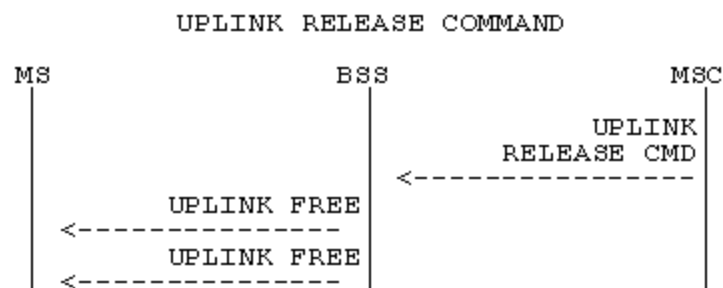 UPLINK RELEASE COMMAND
MS BSS MSC
UPLINK
RELEASE CMD
UPLINK FREE
UPLINK FREE